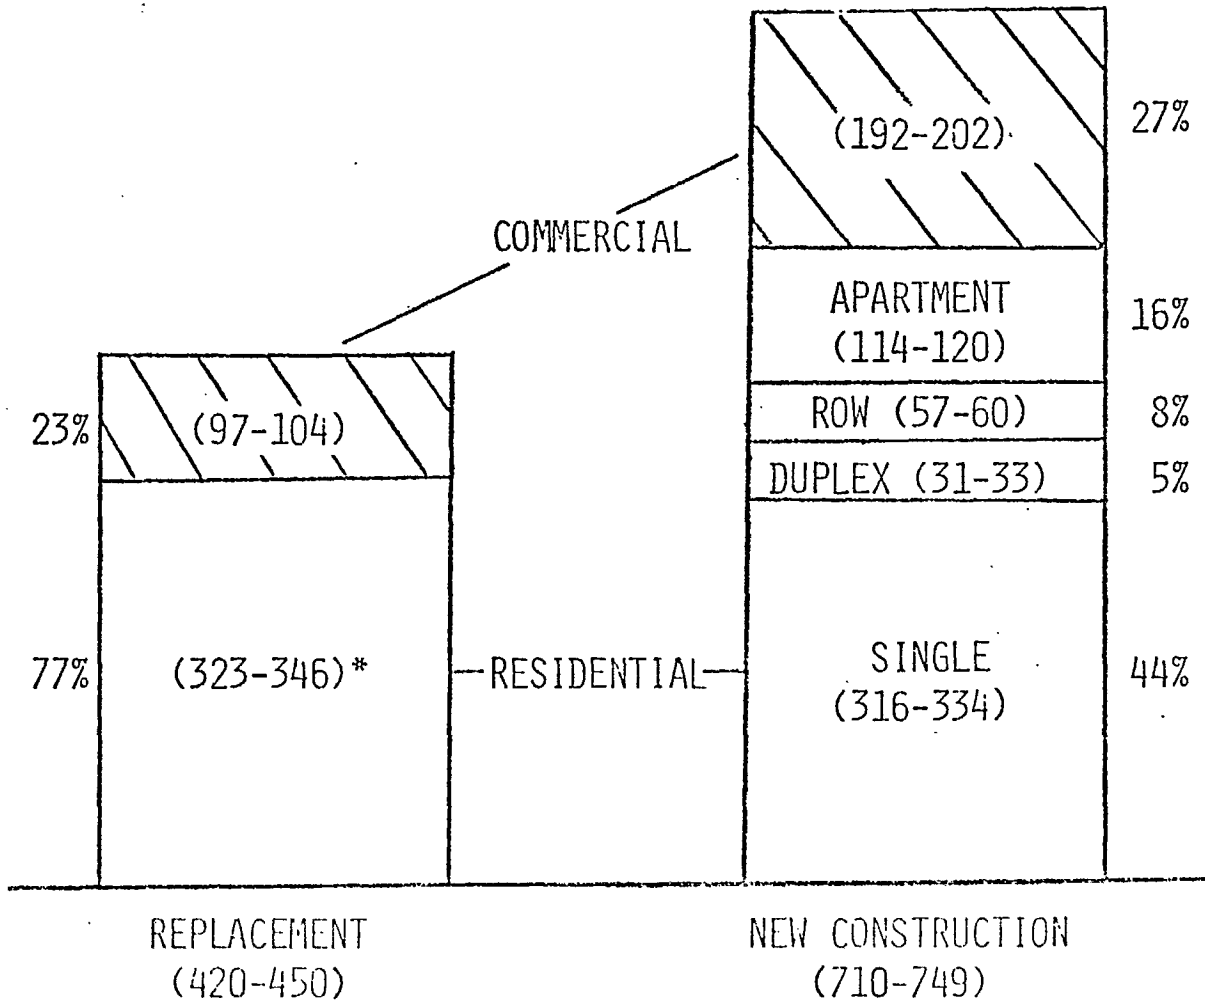 (192-202)
27%
COMMERCIAL
APARTMENT
(114-120)
16%
ROW (57-60)
8%
DUPLEX (31-33)
5%
23%
(97-104)
77%
(323-346)*
RESIDENTIAL
SINGLE
(316-334)
44%
REPLACEMENT
(420-450)
NEW CONSTRUCTION
(710-749)